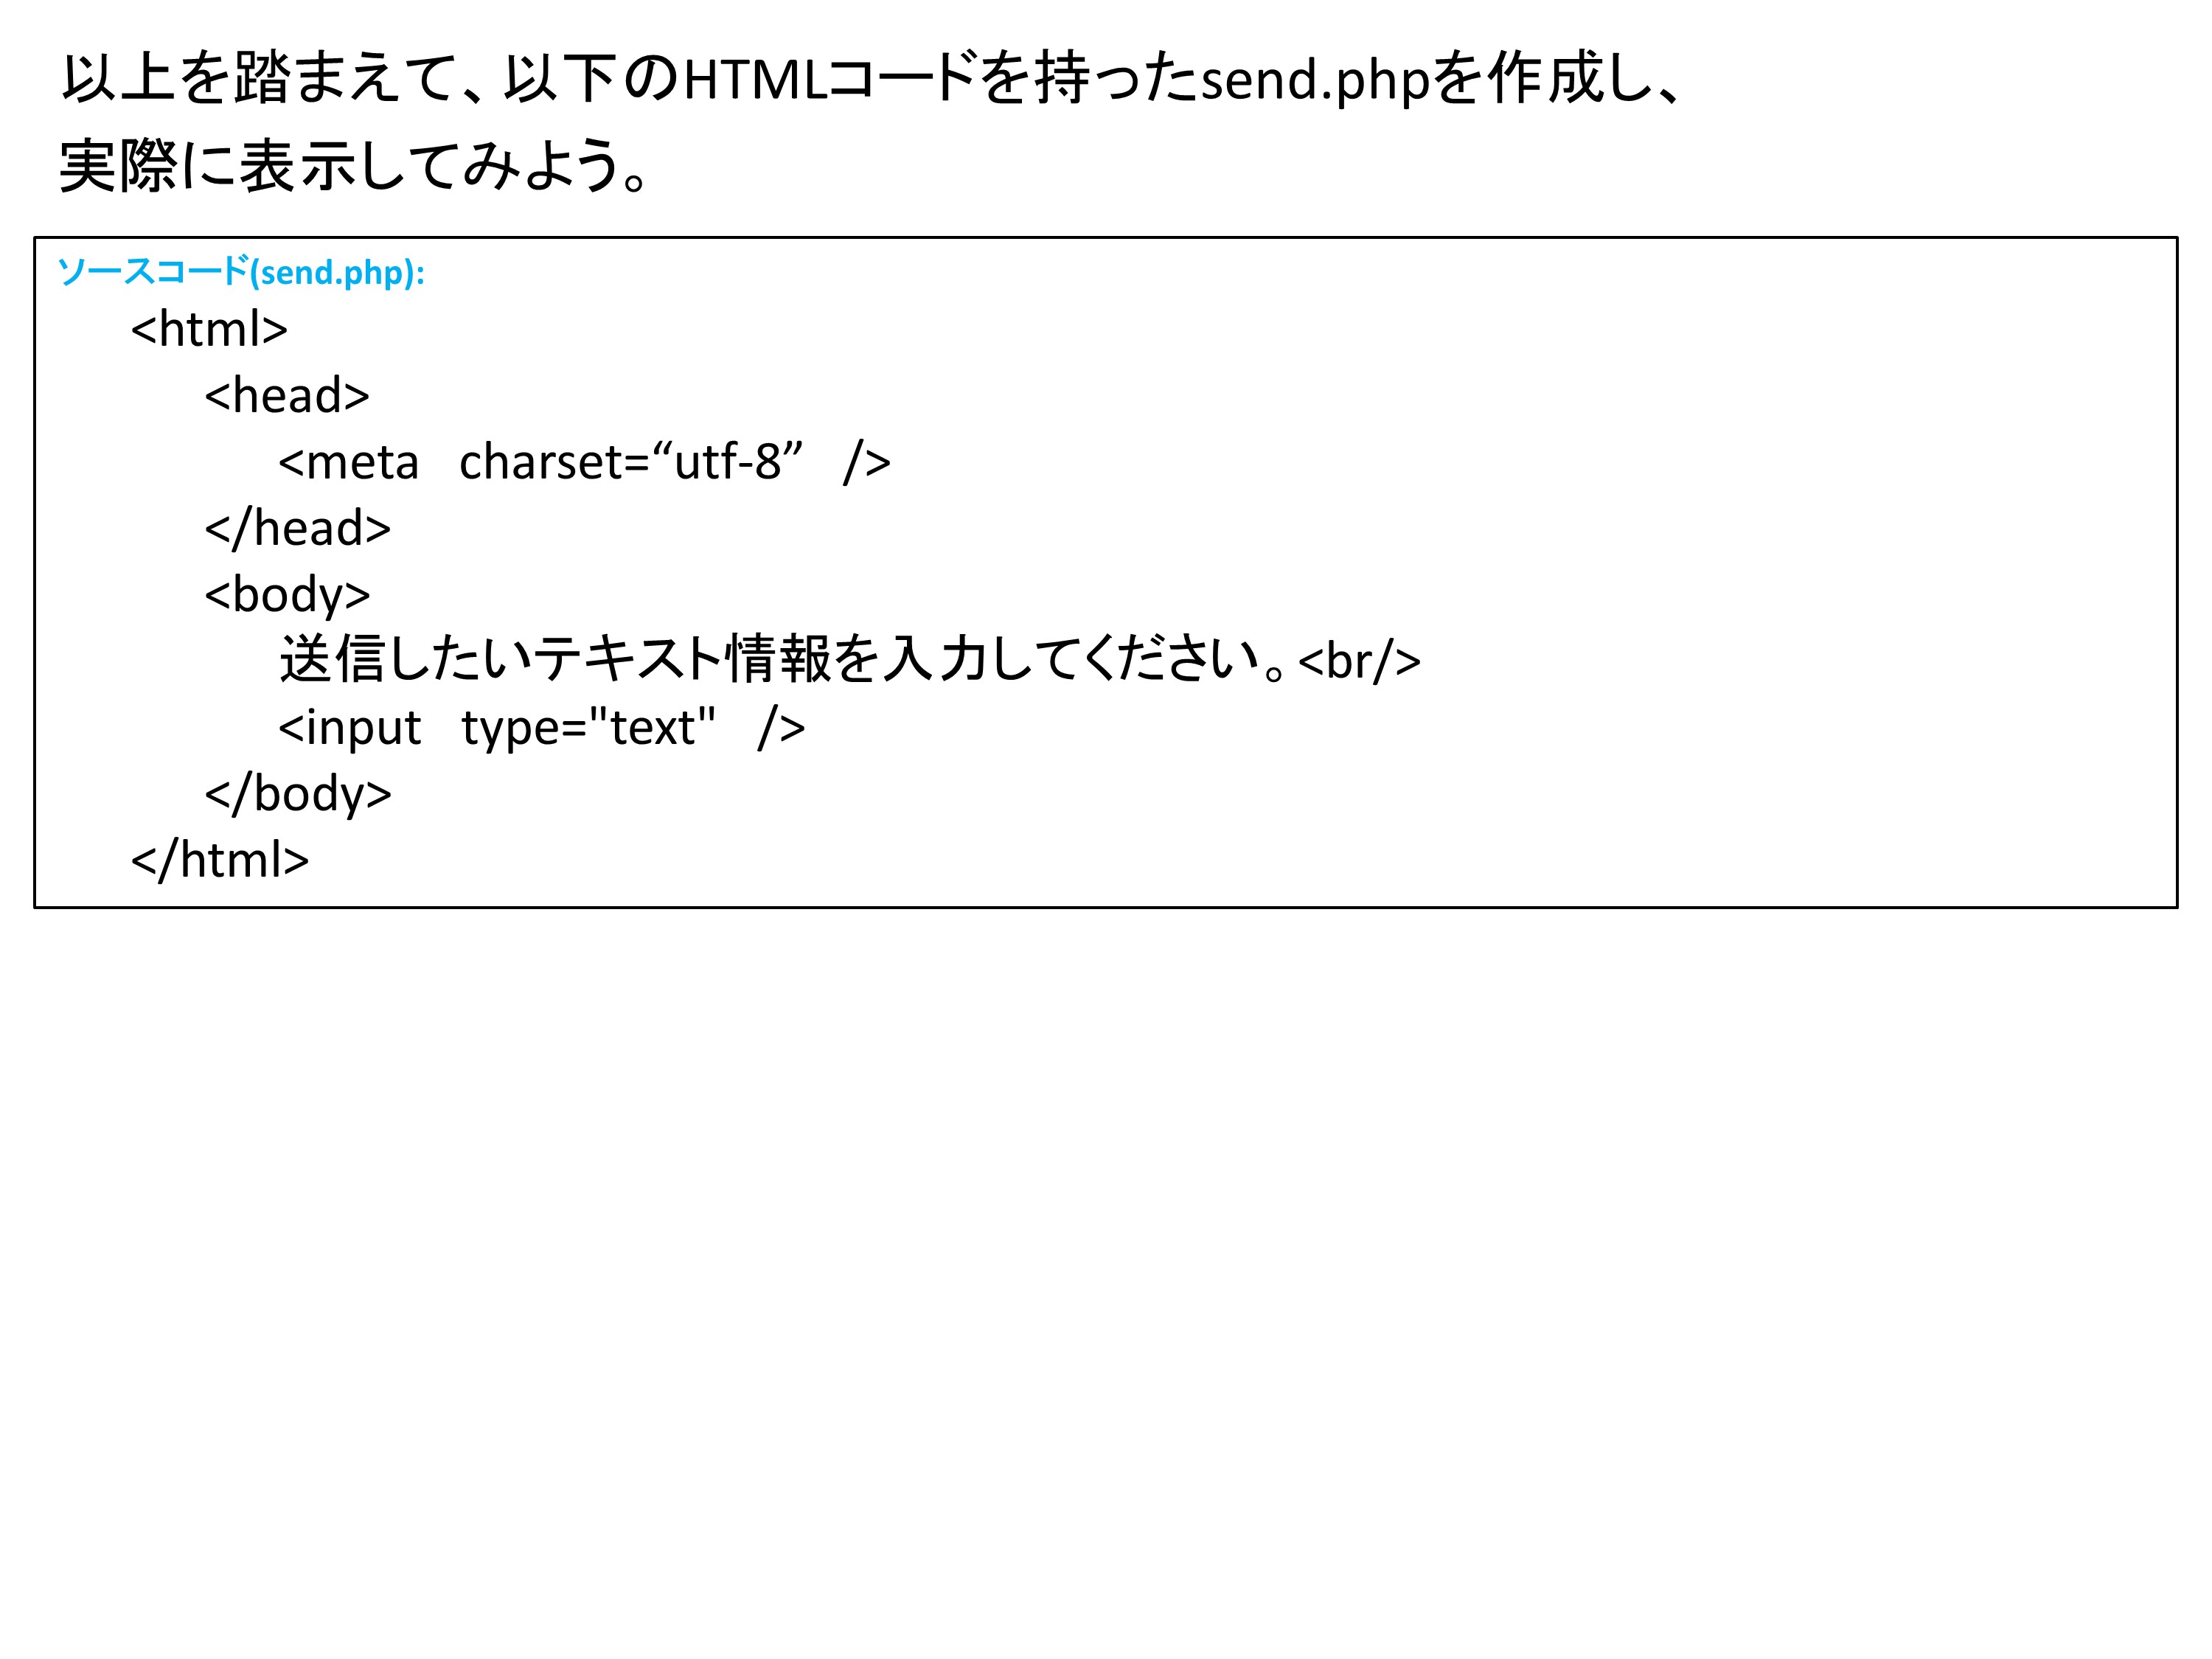 以上を踏まえて、以下のHTMLコードを持ったsend.phpを作成し、
実際に表示してみよう。
ソースコード(send.php):
<html>
<head>
<meta charset=“utf-8” />
</head>
<body>
送信したいテキスト情報を入力してください。<br/>
<input type="text" />
</body>
</html>